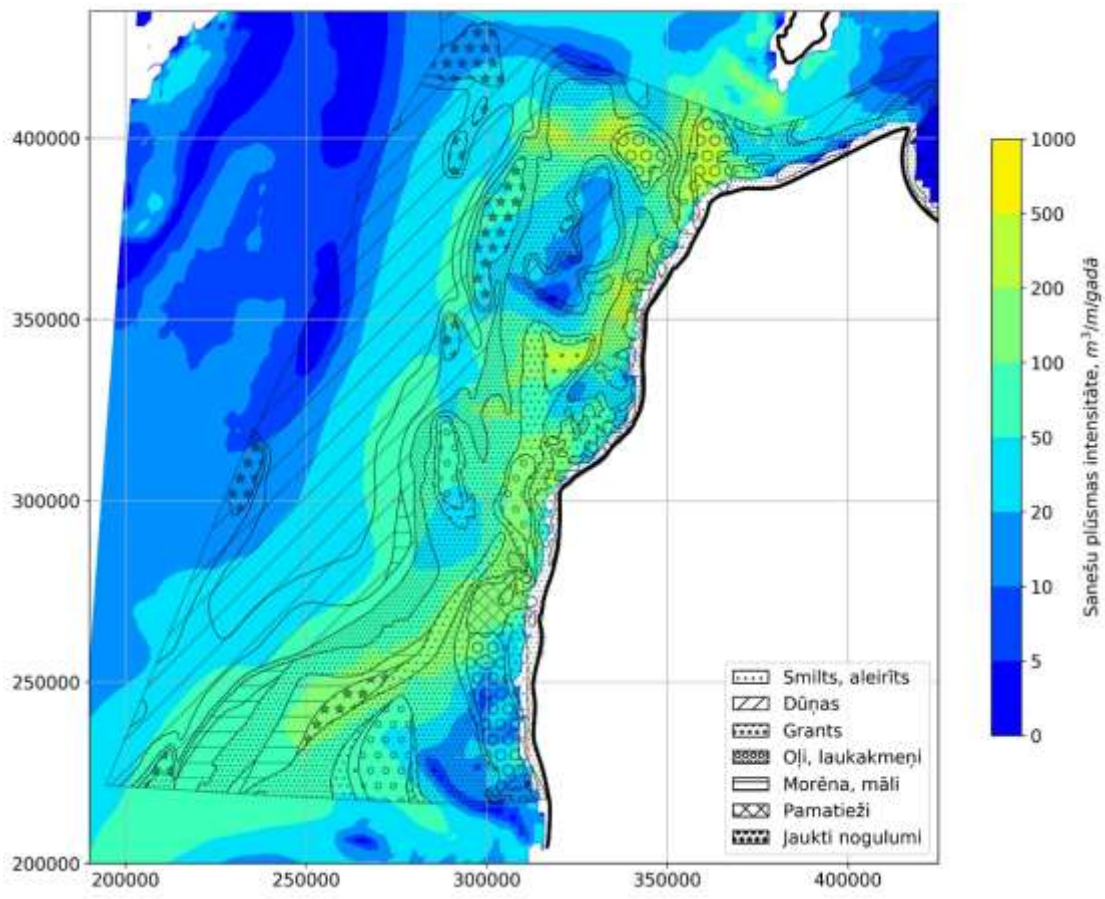 400000
350000
300000
250000
200000
200000
250000
300000
350000
400000
Smilts, aleirīts
Dūņas
Grants
Oļi, laukakmeņi
Morēna, māli
Pamatieži
Jaukti nogulumi
1000
500
200
100
50
20
10
5
0
Sanešu plūsmas intensitāte, m³/m/gadā